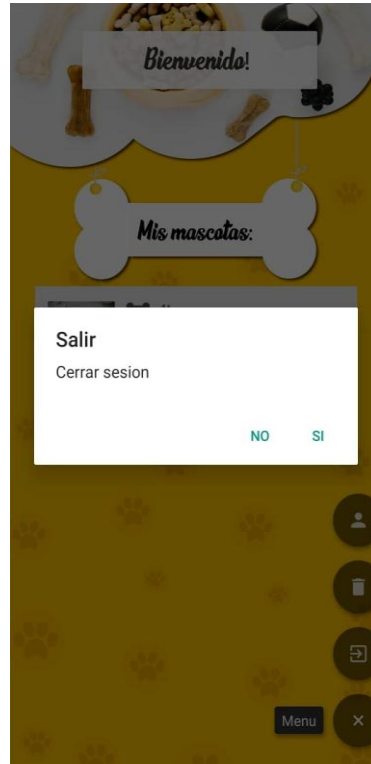 Bienvenido!
Mis mascotas:
Salir
Cerrar sesion
NO SI
Menu